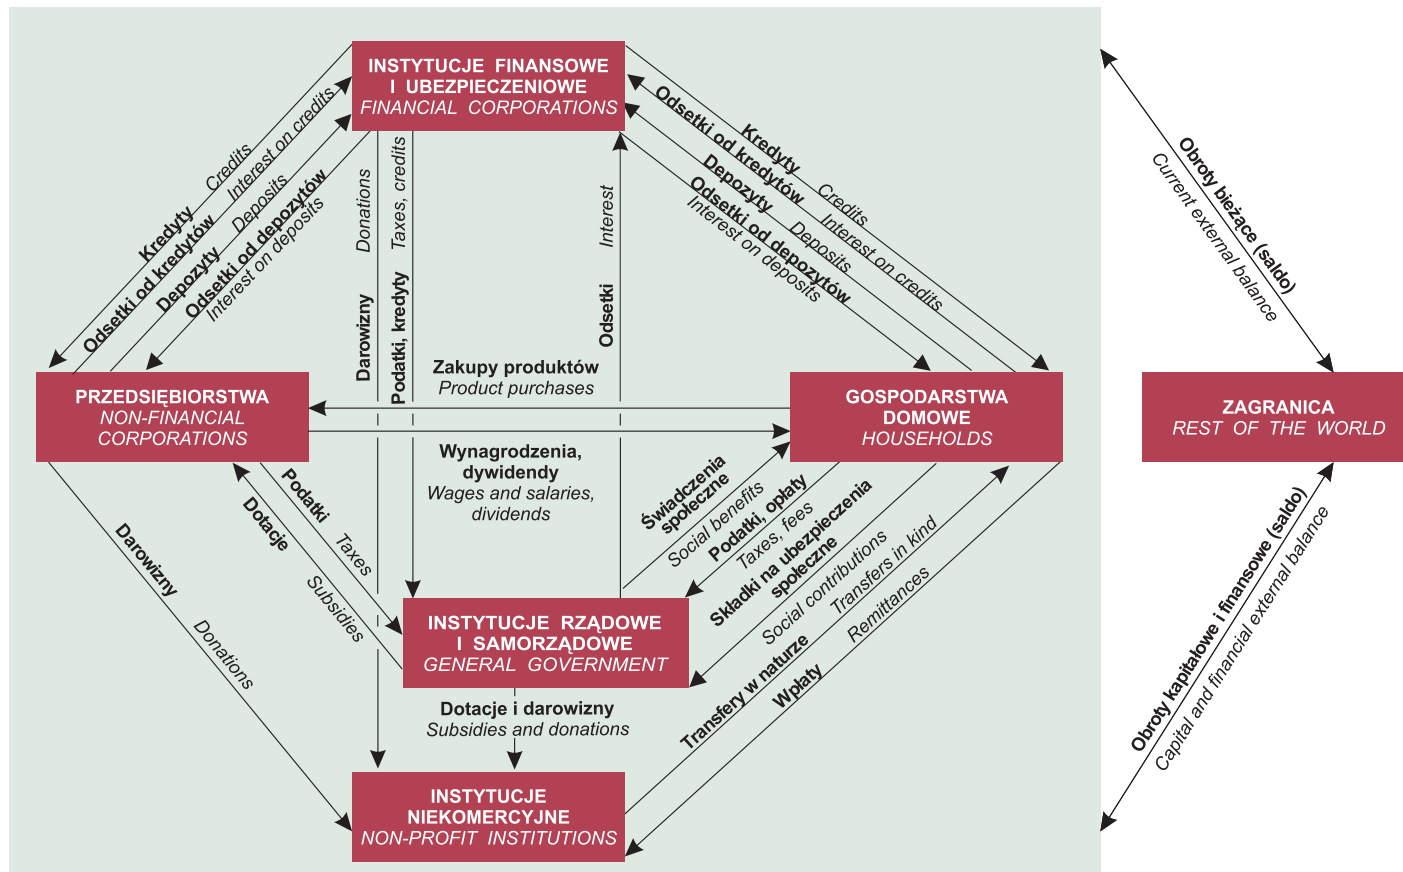 INSTYTUCJE FINANSOWE
I UBEZPIECZENIOWE
FINANCIAL CORPORATIONS
Kredyty
Credits
Odsetki od kredytów
Interest on credits
Depozyty
Deposits
Odsetki od depozytów
Interest on deposits
Darowizny
Donations
Podatki, kredyty
Taxes, credits
Odsetki
Interest
Kredyty
Credits
Odsetki od kredytów
Interest on credits
Depozyty
Deposits
Odsetki od depozytów
Interest on deposits
Obroty bieżące (saldo)
Current external balance
PRZEDSIĘBIORSTWA
NON-FINANCIAL
CORPORATIONS
Zakupy produktów
Product purchases
Wynagrodzenia,
dywidendy
Wages and salaries,
dividends
GOSPODARSTWA
DOMOWE
HOUSEHOLDS
ZAGRANICA
REST OF THE WORLD
Darowizny
Donations
Podatki
Taxes
Dotacje
Subsidies
Świadczenia
społeczne
Social benefits
Podatki, opłaty
Taxes, fees
Składki na ubezpieczenia
społeczne
Social contributions
Transfery w naturze
Transfers in kind
Wpłaty
Remittances
Obroty kapitałowe i finansowe (saldo)
Capital and financial external balance
INSTYTUCJE RZĄDOWE
I SAMORZĄDOWE
GENERAL GOVERNMENT
Dotacje i darowizny
Subsidies and donations
INSTYTUCJE
NIEKOMERCYJNE
NON-PROFIT INSTITUTIONS